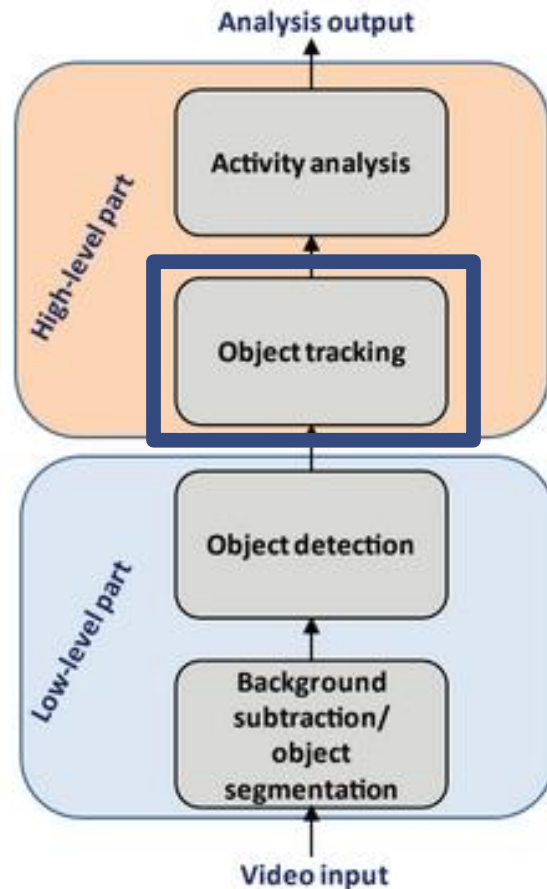 Analysis output
High-level part
Activity analysis
Object tracking
Low-level part
Object detection
Background
subtraction/
object
segmentation
Video input